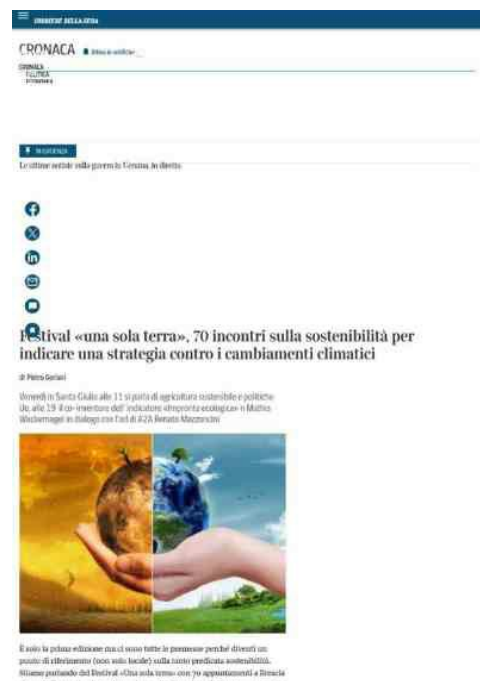 CORRIERE DELLA SERA
CRONACA
CRONACA
POLITICA
ECONOMIA
IN EVIDENZA
Le ultime notizie sulla guerra in Ucraina, in diretta
Festival «una sola terra», 70 incontri sulla sostenibilità per
indicare una strategia contro i cambiamenti climatici
di Pietro Gorlani
Venerdì in Santa Giulia alle 11 si parla di agricoltura sostenibile e politiche
Ue, alle 19 il co-inventore dell'indicatore «Impronta ecologica» Mathis
Wackernagel in dialogo con l'ad di A2A Renato Mazzoncini
È solo la prima edizione ma ci sono tutte le premesse perché diventi un
punto di riferimento (non solo locale) sulla tanto predicata sostenibilità.
Stiamo parlando del Festival «Una sola terra» con 70 appuntamenti a Brescia